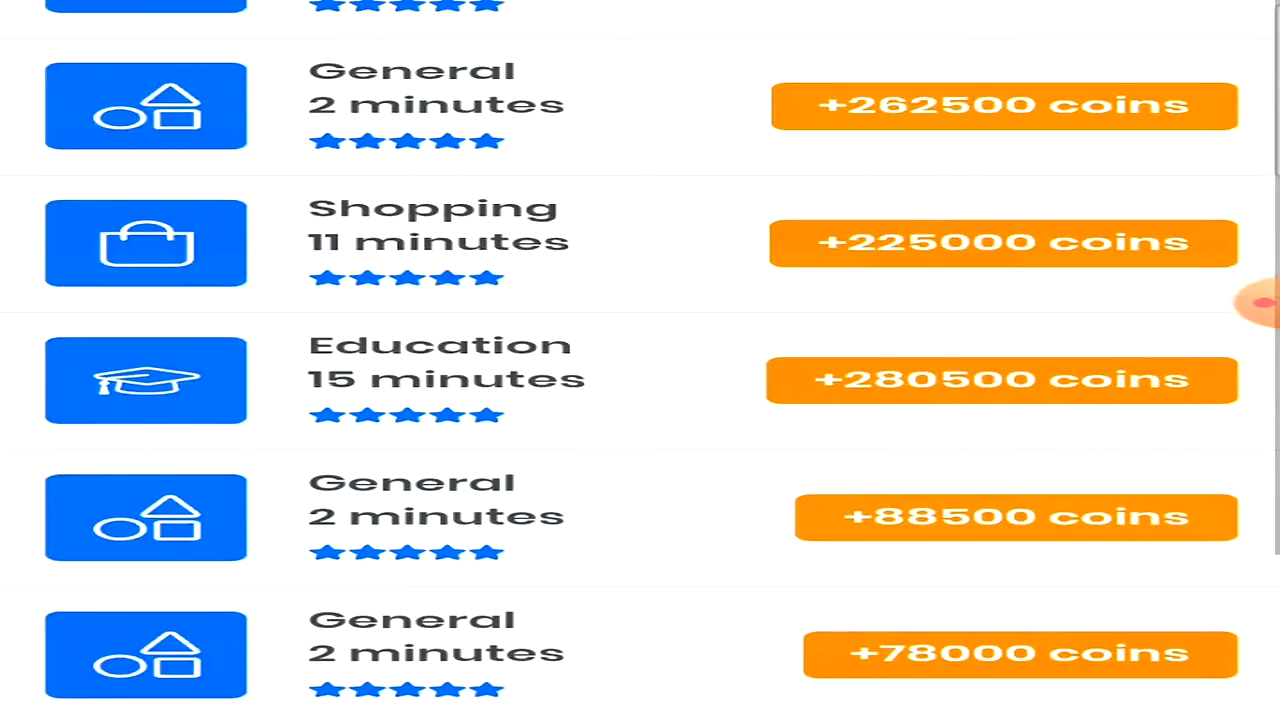 General
2 minutes
+262500 coins
Shopping
11 minutes
+225000 coins
Education
15 minutes
+280500 coins
General
2 minutes
+88500 coins
General
2 minutes
+78000 coins